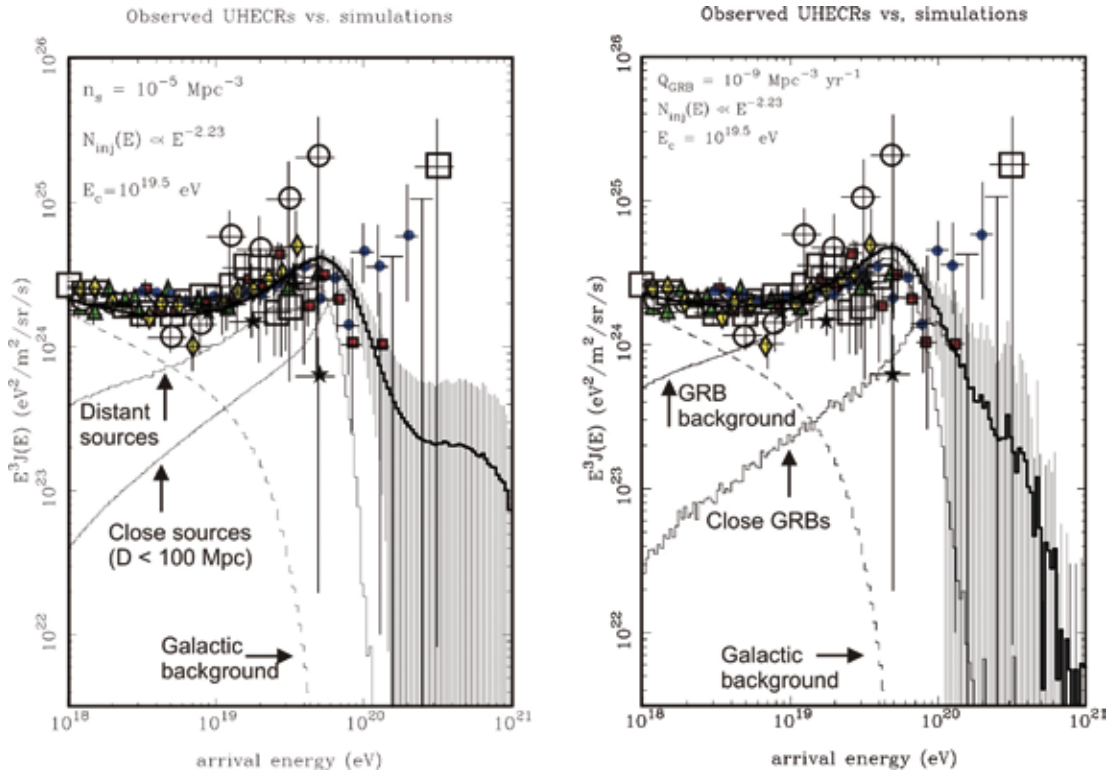 Observed UHECRs vs. simulations
n_s = 10^-5 Mpc^-3
N_inj(E) ∝ E^-2.23
E_c=10^19.5 eV
10^26
10^25
10^24
10^23
10^22
E^3J(E) (eV^2/m^2/sr/s)
Distant
sources
Close sources
(D < 100 Mpc)
Galactic
background
10^18
10^19
10^20
10^21
arrival energy (eV)
Observed UHECRs vs, simulations
Q_GRB = 10^-9 Mpc^-3 yr^-1
N_inj(E) ∝ E^-2.23
E_c = 10^19.5 eV
10^26
10^25
10^24
10^23
10^22
E^3J(E) (eV^2/m^2/sr/s)
GRB
background
Close GRBs
Galactic
background
10^18
10^19
10^20
10^21
arrival energy (eV)